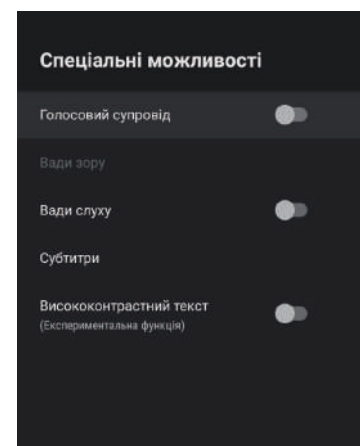 Спеціальні можливості
Голосовий супровід
Вади зору
Вади слуху
Субтитри
Висококонтрастний текст
(Експериментальна функція)